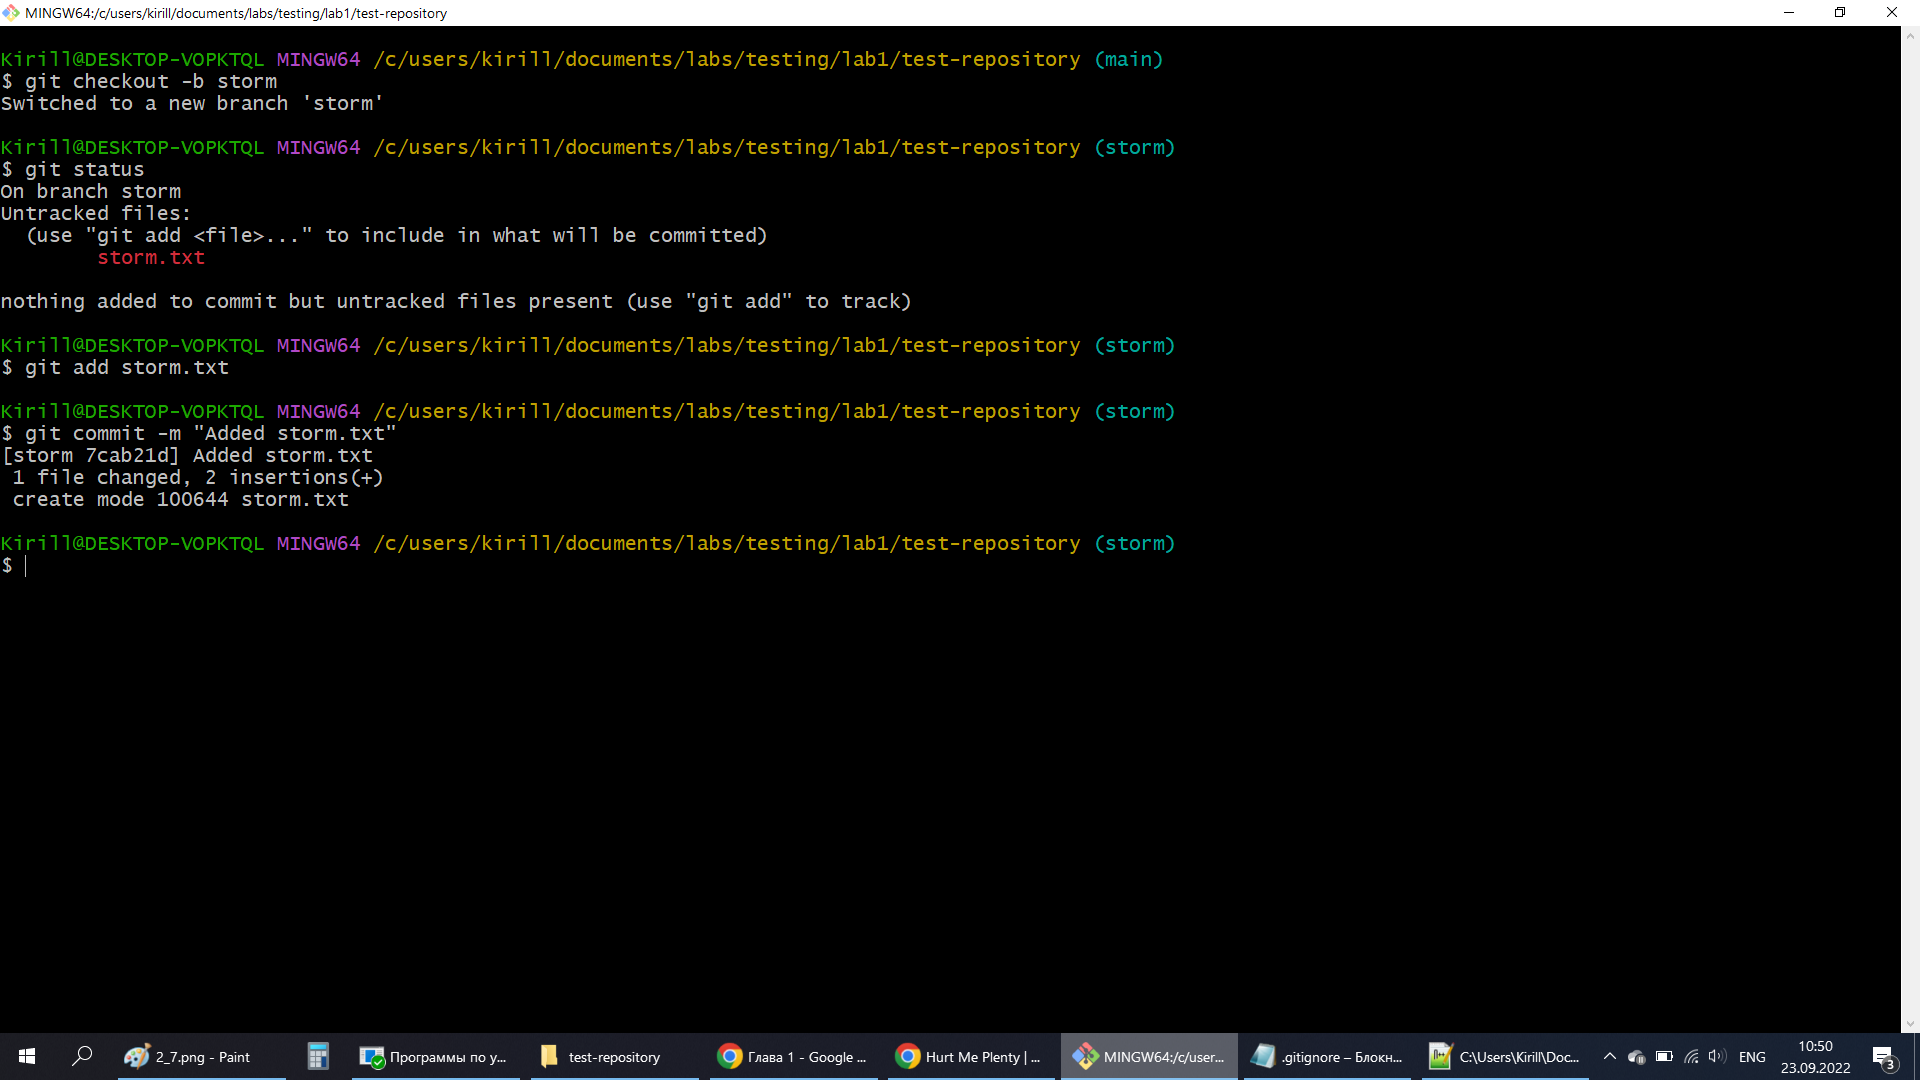 MINGW64:/c/users/kirill/documents/labs/testing/lab1/test-repository
Kirill@DESKTOP-VOPKTQL MINGW64 /c/users/kirill/documents/labs/testing/lab1/test-repository (main)
$ git checkout -b storm
Switched to a new branch 'storm'
Kirill@DESKTOP-VOPKTQL MINGW64 /c/users/kirill/documents/labs/testing/lab1/test-repository (storm)
$ git status
On branch storm
Untracked files:
  (use "git add <file>..." to include in what will be committed)
        storm.txt
nothing added to commit but untracked files present (use "git add" to track)
Kirill@DESKTOP-VOPKTQL MINGW64 /c/users/kirill/documents/labs/testing/lab1/test-repository (storm)
$ git add storm.txt
Kirill@DESKTOP-VOPKTQL MINGW64 /c/users/kirill/documents/labs/testing/lab1/test-repository (storm)
$ git commit -m "Added storm.txt"
[storm 7cab21d] Added storm.txt
 1 file changed, 2 insertions(+)
 create mode 100644 storm.txt
Kirill@DESKTOP-VOPKTQL MINGW64 /c/users/kirill/documents/labs/testing/lab1/test-repository (storm)
$
2_7.png - Paint
Программы по у...
test-repository
Глава 1 - Google ...
Hurt Me Plenty | ...
MINGW64:/c/user...
.gitignore – Блокн...
C:\Users\Kirill\Doc...
ENG
10:50
23.09.2022
3